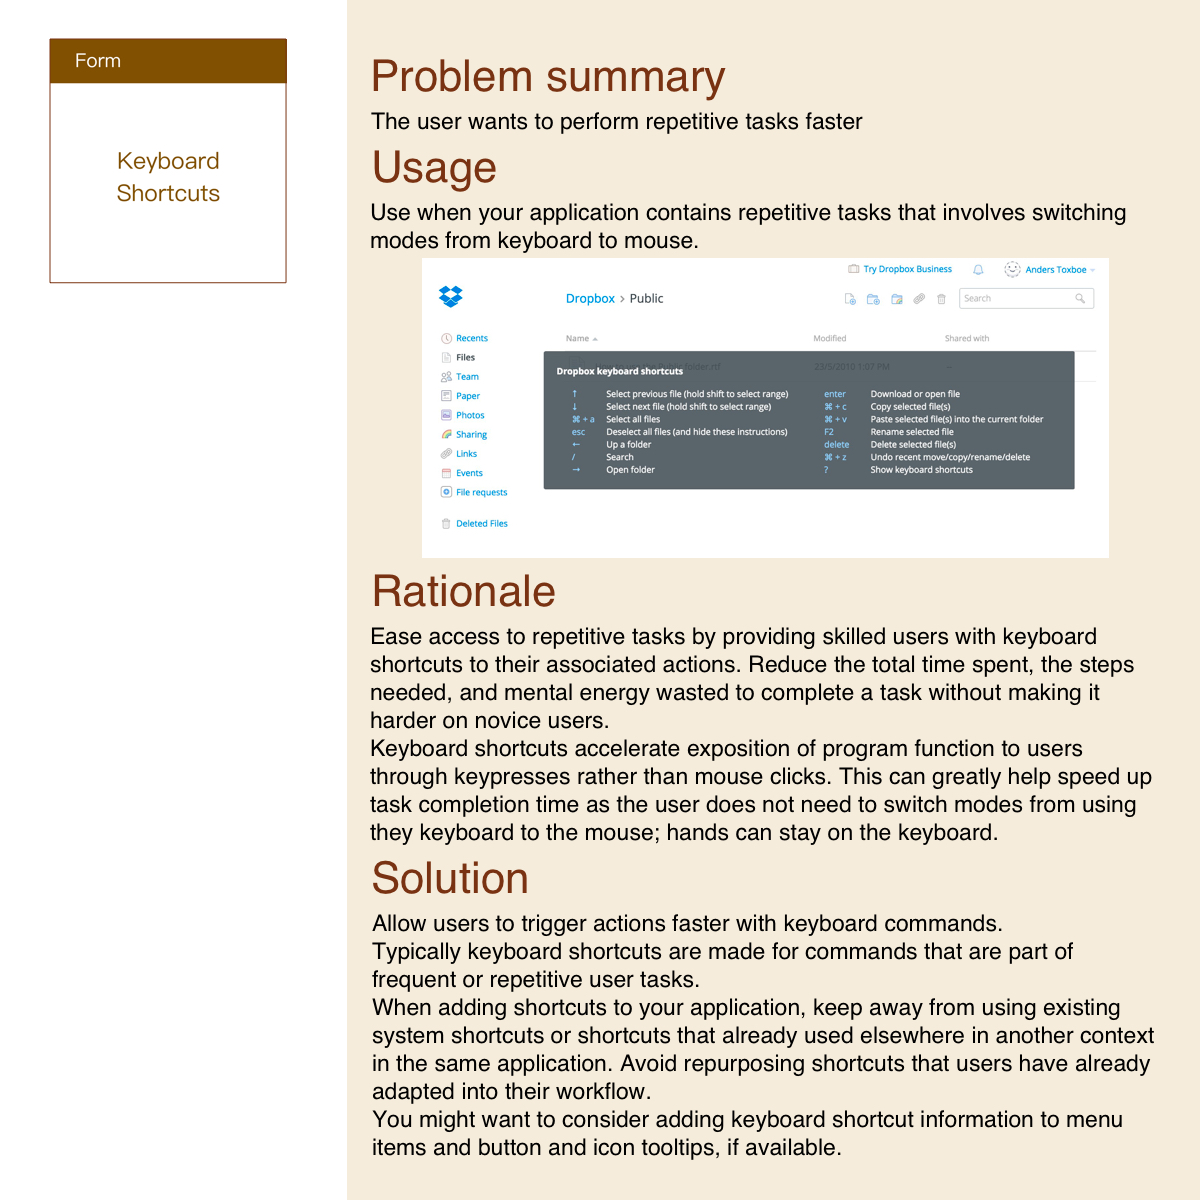 Form
Keyboard
Shortcuts
Problem summary
The user wants to perform repetitive tasks faster
Usage
Use when your application contains repetitive tasks that involves switching
modes from keyboard to mouse.
Try Dropbox Business
Anders Toxboe
Dropbox › Public
Search
Recents
Files
Team
Paper
Photos
Sharing
Links
Events
File requests
Deleted Files
Name
Modified
Shared with
folder.rtf
23/5/2010 1:07 PM
--
Dropbox keyboard shortcuts
↑ Select previous file (hold shift to select range)
↓ Select next file (hold shift to select range)
⌘ + a Select all files
esc Deselect all files (and hide these instructions)
← Up a folder
/ Search
→ Open folder
enter Download or open file
⌘ + c Copy selected file(s)
⌘ + v Paste selected file(s) into the current folder
F2 Rename selected file
delete Delete selected file(s)
⌘ + z Undo recent move/copy/rename/delete
? Show keyboard shortcuts
Rationale
Ease access to repetitive tasks by providing skilled users with keyboard
shortcuts to their associated actions. Reduce the total time spent, the steps
needed, and mental energy wasted to complete a task without making it
harder on novice users.
Keyboard shortcuts accelerate exposition of program function to users
through keypresses rather than mouse clicks. This can greatly help speed up
task completion time as the user does not need to switch modes from using
they keyboard to the mouse; hands can stay on the keyboard.
Solution
Allow users to trigger actions faster with keyboard commands.
Typically keyboard shortcuts are made for commands that are part of
frequent or repetitive user tasks.
When adding shortcuts to your application, keep away from using existing
system shortcuts or shortcuts that already used elsewhere in another context
in the same application. Avoid repurposing shortcuts that users have already
adapted into their workflow.
You might want to consider adding keyboard shortcut information to menu
items and button and icon tooltips, if available.